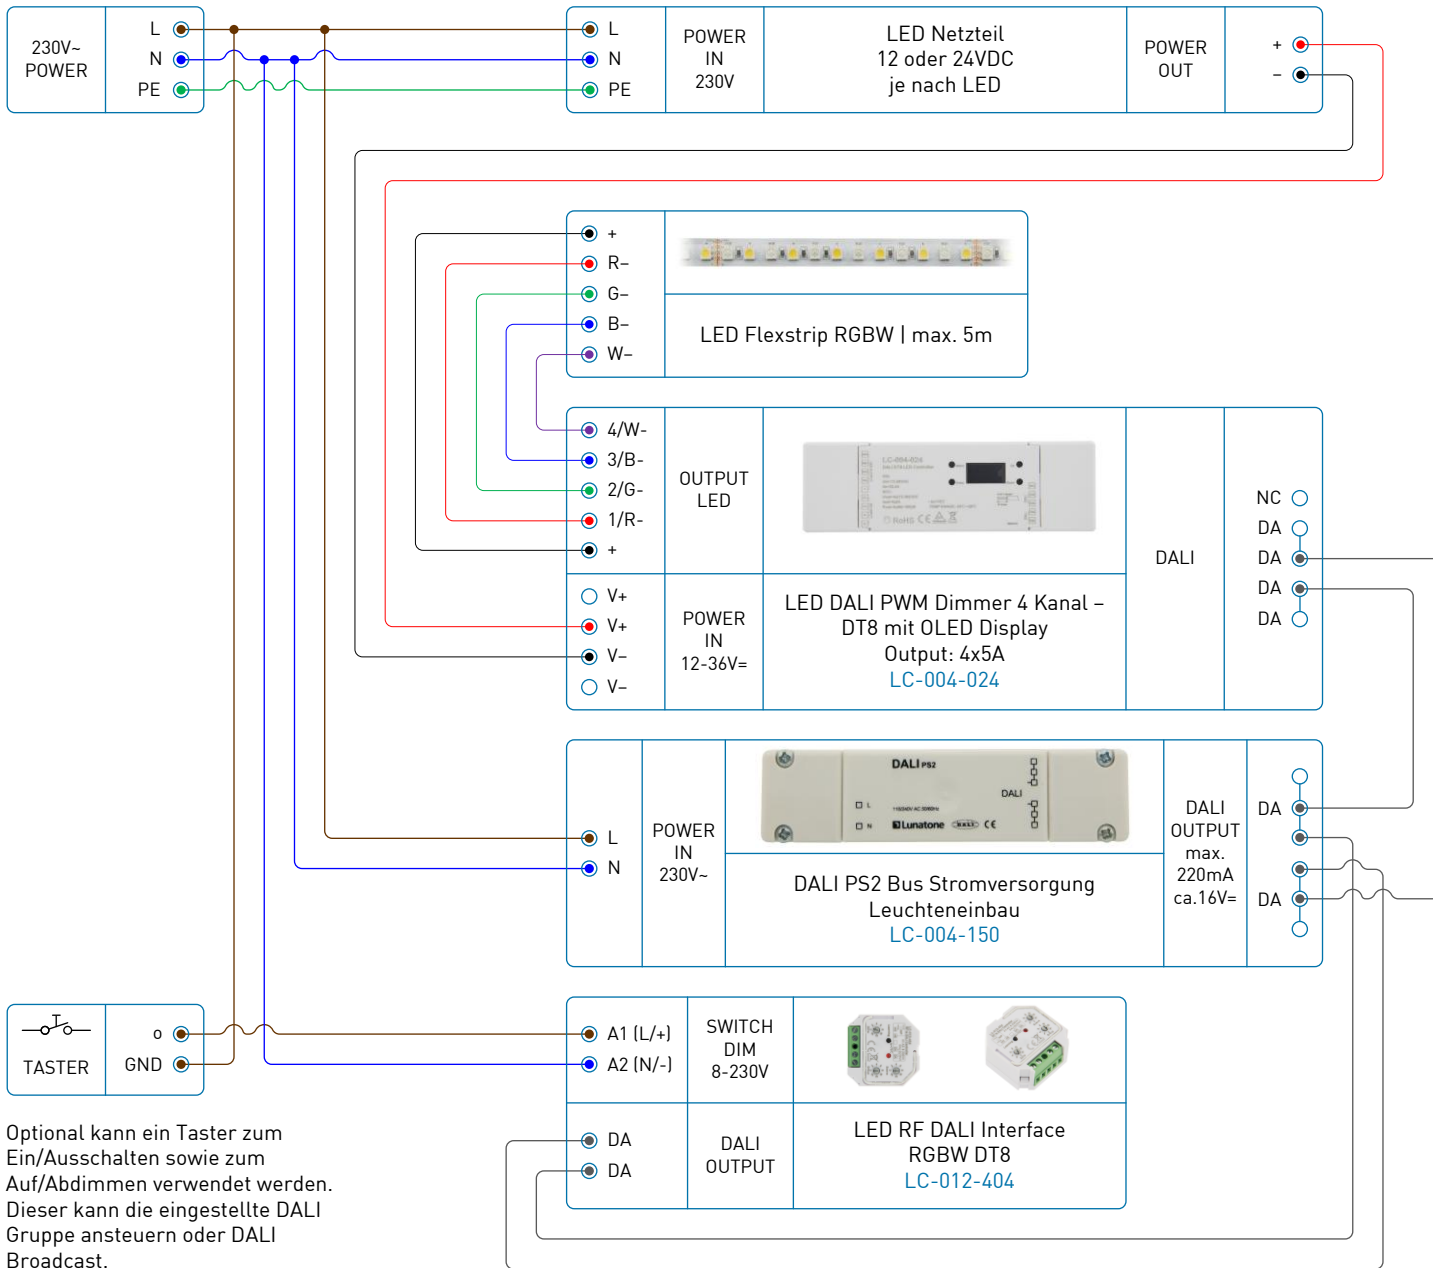 230V~
POWER
L
N
PE
L
N
PE
POWER
IN
230V
LED Netzteil
12 oder 24VDC
je nach LED
POWER
OUT
+
–
+
R–
G–
B–
W–
LED Flexstrip RGBW | max. 5m
4/W-
3/B-
2/G-
1/R-
+
OUTPUT
LED
LC-004-024
RoHS
V+
V+
V–
V–
POWER
IN
12-36V=
LED DALI PWM Dimmer 4 Kanal –
DT8 mit OLED Display
Output: 4x5A
LC-004-024
DALI
NC
DA
DA
DA
DA
L
N
POWER
IN
230V~
DALI PS2
DALI
L
N
Lunatone
DALI
CE
DALI PS2 Bus Stromversorgung
Leuchteneinbau
LC-004-150
DALI
OUTPUT
max.
220mA
ca.16V=
DA
DA
TASTER
o
GND
A1 (L/+)
A2 (N/-)
SWITCH
DIM
8-230V
DA
DA
DALI
OUTPUT
LED RF DALI Interface
RGBW DT8
LC-012-404
Optional kann ein Taster zum
Ein/Ausschalten sowie zum
Auf/Abdimmen verwendet werden.
Dieser kann die eingestellte DALI
Gruppe ansteuern oder DALI
Broadcast.